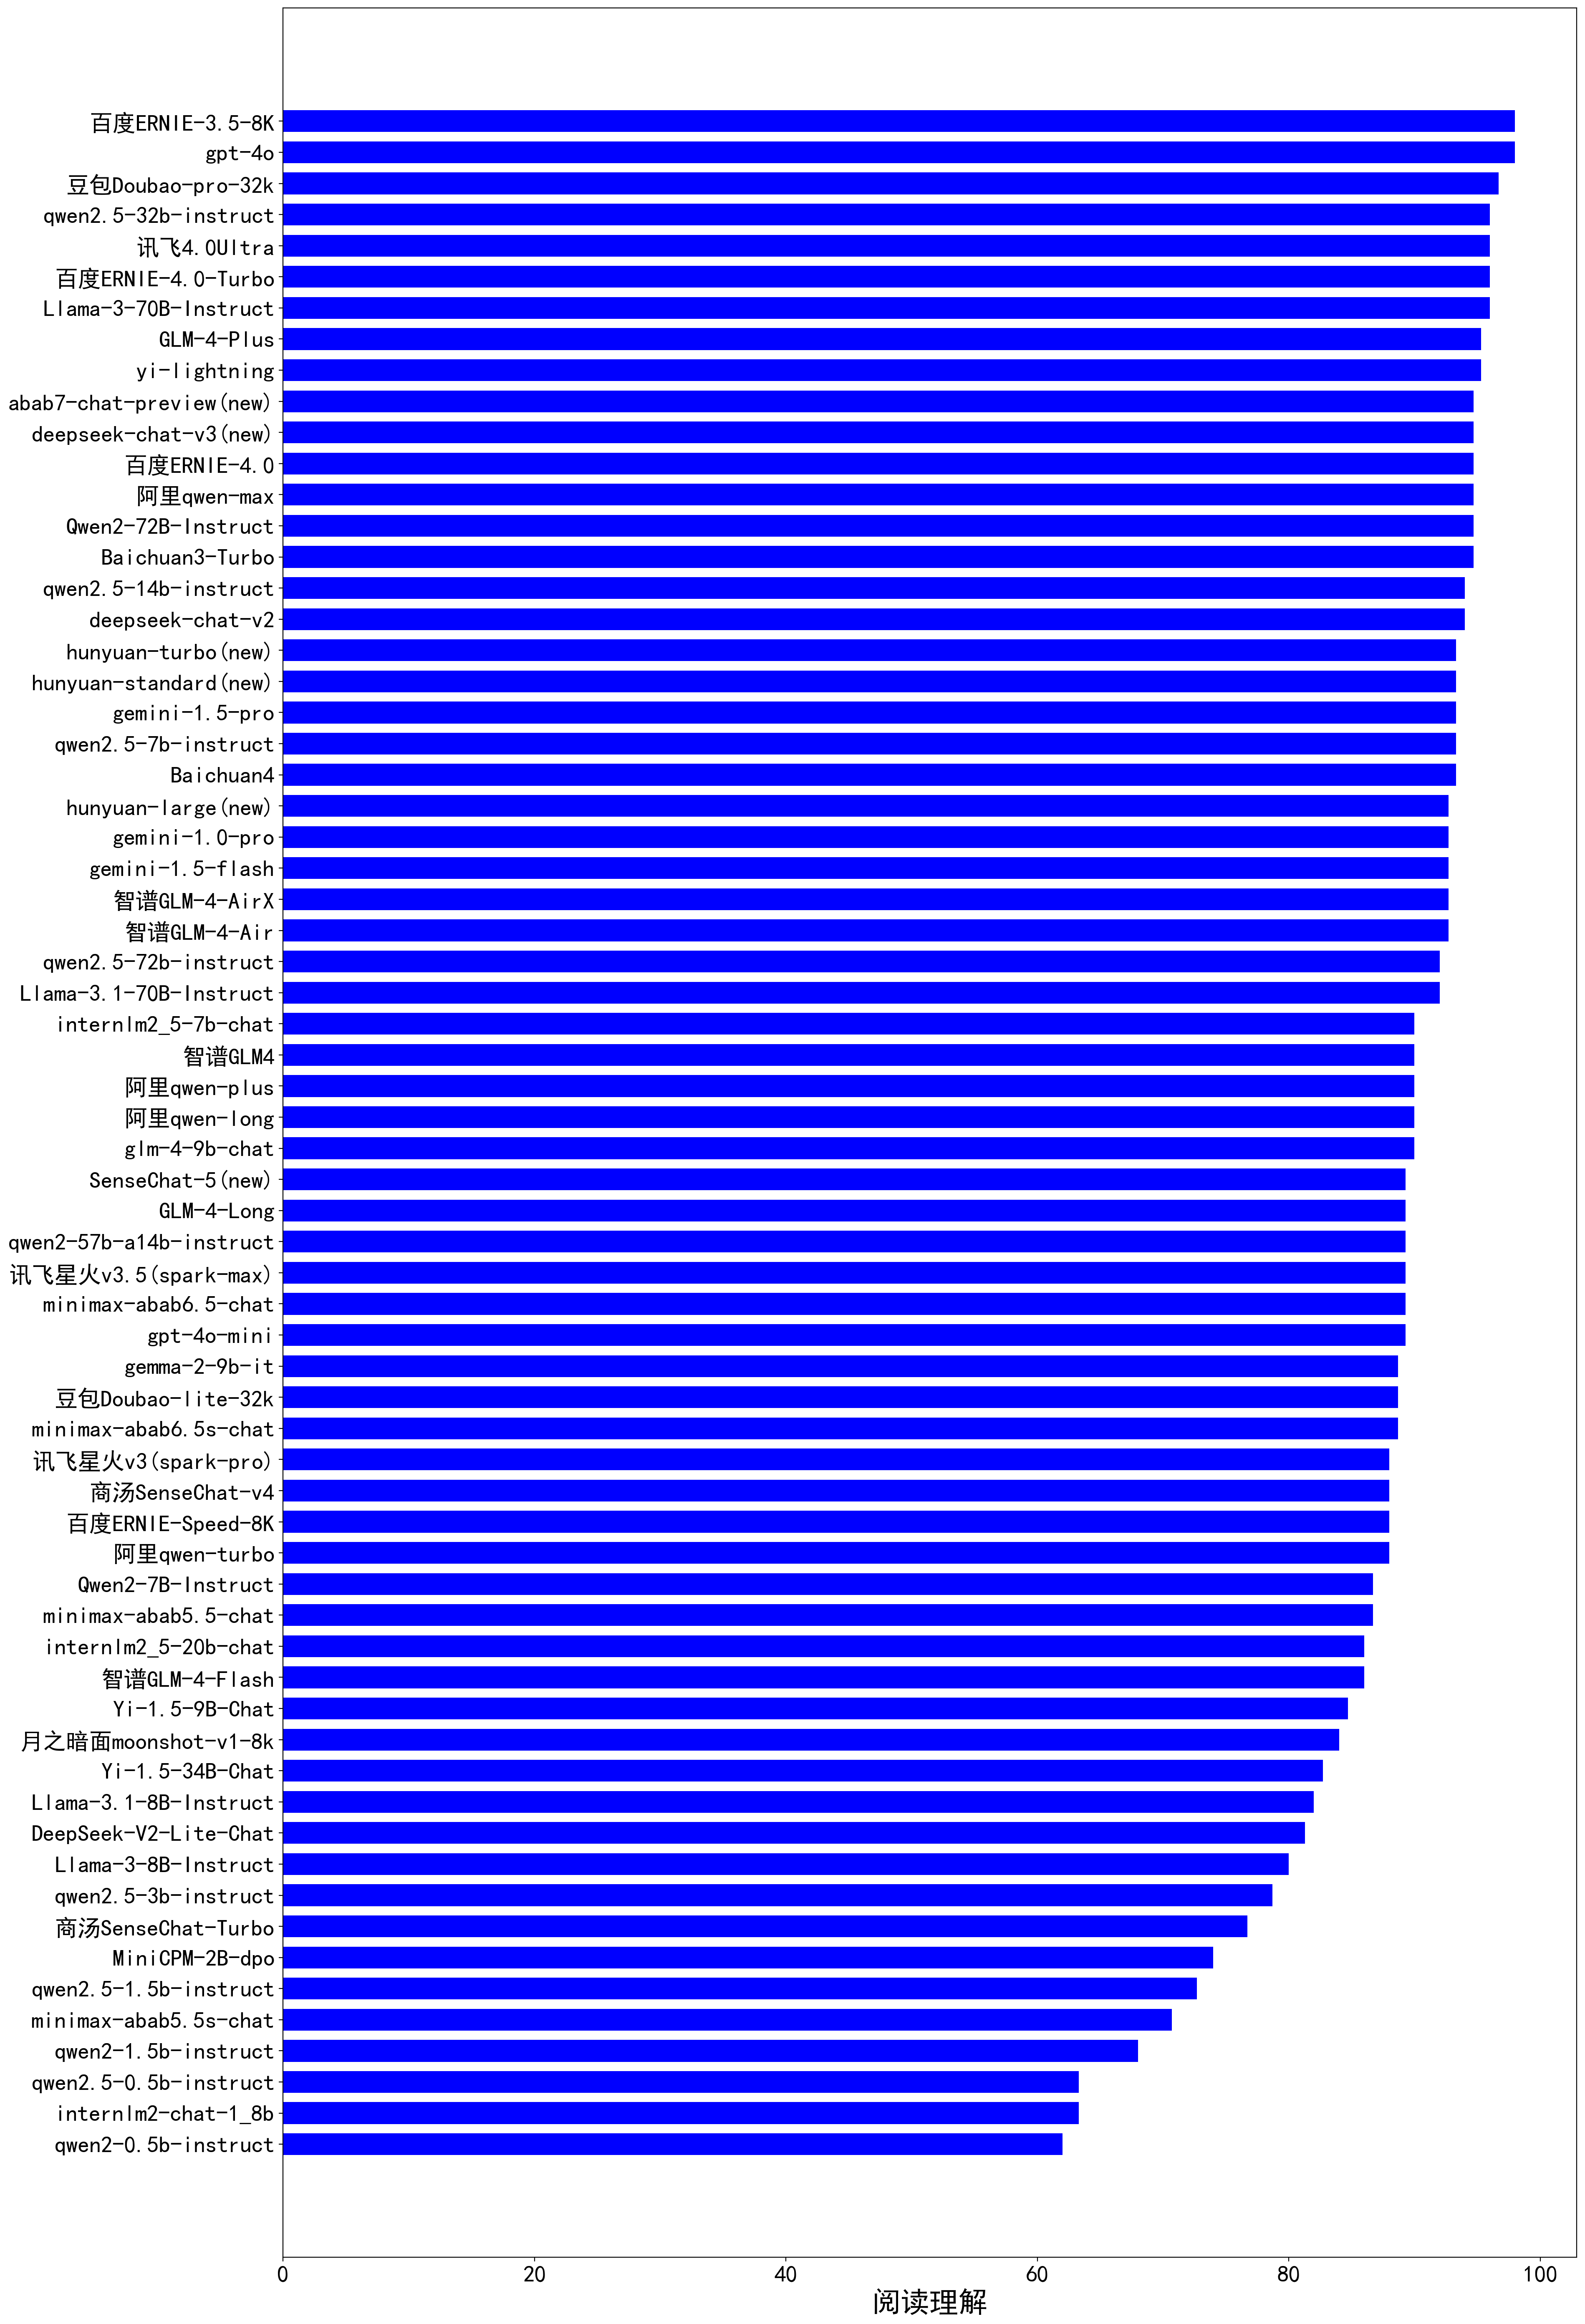 百度ERNIE-3.5-8K
gpt-4o
豆包Doubao-pro-32k
qwen2.5-32b-instruct
讯飞4.0Ultra
百度ERNIE-4.0-Turbo
Llama-3-70B-Instruct
GLM-4-Plus
yi-lightning
abab7-chat-preview(new)
deepseek-chat-v3(new)
百度ERNIE-4.0
阿里qwen-max
Qwen2-72B-Instruct
Baichuan3-Turbo
qwen2.5-14b-instruct
deepseek-chat-v2
hunyuan-turbo(new)
hunyuan-standard(new)
gemini-1.5-pro
qwen2.5-7b-instruct
Baichuan4
hunyuan-large(new)
gemini-1.0-pro
gemini-1.5-flash
智谱GLM-4-AirX
智谱GLM-4-Air
qwen2.5-72b-instruct
Llama-3.1-70B-Instruct
internlm2_5-7b-chat
智谱GLM4
阿里qwen-plus
阿里qwen-long
glm-4-9b-chat
SenseChat-5(new)
GLM-4-Long
qwen2-57b-a14b-instruct
讯飞星火v3.5(spark-max)
minimax-abab6.5-chat
gpt-4o-mini
gemma-2-9b-it
豆包Doubao-lite-32k
minimax-abab6.5s-chat
讯飞星火v3(spark-pro)
商汤SenseChat-v4
百度ERNIE-Speed-8K
阿里qwen-turbo
Qwen2-7B-Instruct
minimax-abab5.5-chat
internlm2_5-20b-chat
智谱GLM-4-Flash
Yi-1.5-9B-Chat
月之暗面moonshot-v1-8k
Yi-1.5-34B-Chat
Llama-3.1-8B-Instruct
DeepSeek-V2-Lite-Chat
Llama-3-8B-Instruct
qwen2.5-3b-instruct
商汤SenseChat-Turbo
MiniCPM-2B-dpo
qwen2.5-1.5b-instruct
minimax-abab5.5s-chat
qwen2-1.5b-instruct
qwen2.5-0.5b-instruct
internlm2-chat-1_8b
qwen2-0.5b-instruct
0 20 40 60 80 100
阅读理解